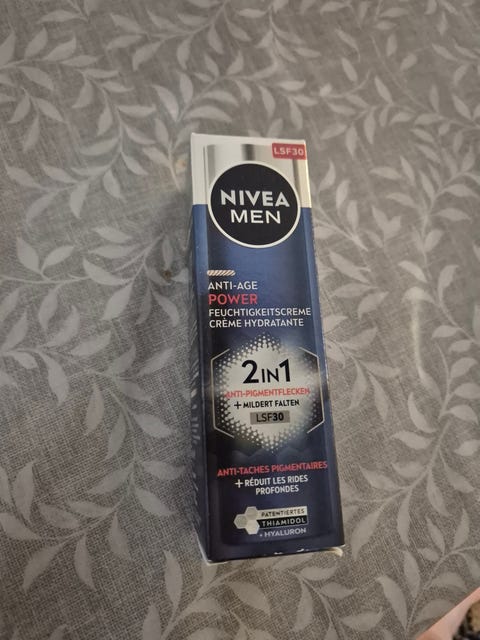 LSF30
NIVEA
MEN
ANTI-AGE
POWER
FEUCHTIGKEITSCREME
CRÈME HYDRATANTE
2IN1
ANTI-PIGMENTFLECKEN
+ MILDERT FALTEN
LSF30
ANTI-TACHES PIGMENTAIRES
+ RÉDUIT LES RIDES
PROFONDES
PATENTIERTES
THIAMIDOL
+ HYALURON